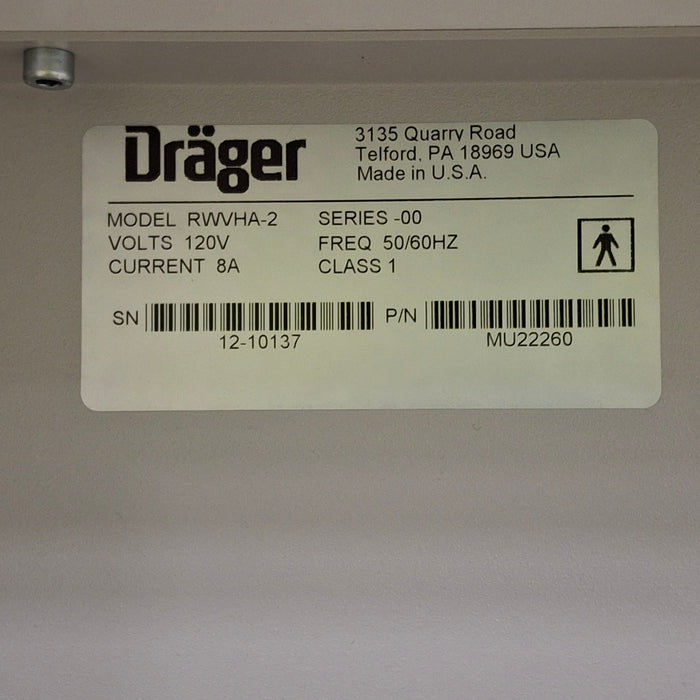 Dräger
3135 Quarry Road
Telford, PA 18969 USA
Made in U.S.A.
MODEL RWVHA-2 SERIES -00
VOLTS 120V FREQ 50/60HZ
CURRENT 8A CLASS 1
SN P/N
12-10137 MU22260